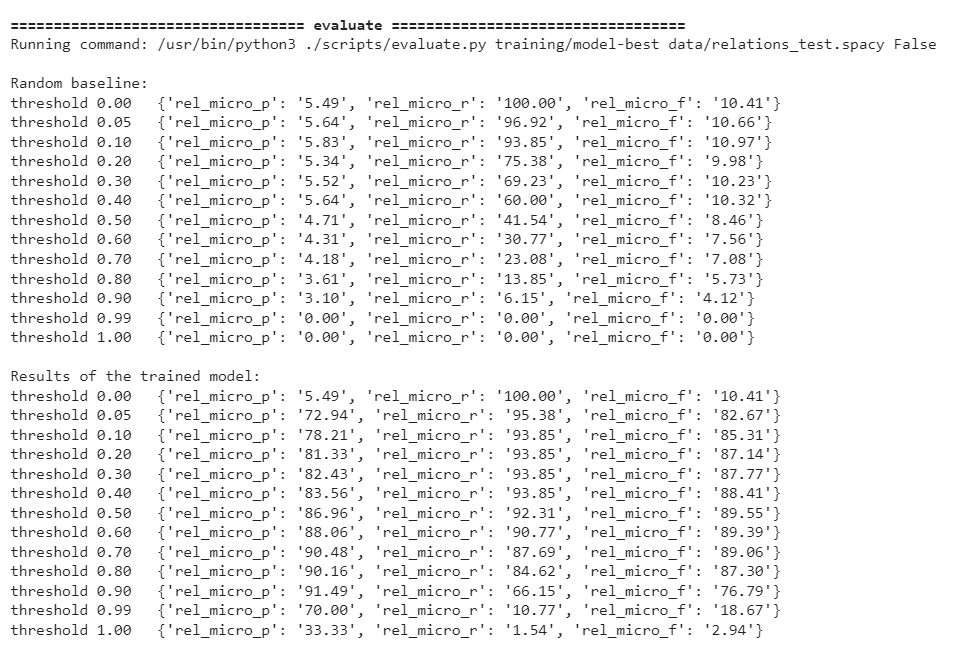 ================================== evaluate ==================================
Running command: /usr/bin/python3 ./scripts/evaluate.py training/model-best data/relations_test.spacy False
Random baseline:
threshold 0.00   {'rel_micro_p': '5.49', 'rel_micro_r': '100.00', 'rel_micro_f': '10.41'}
threshold 0.05   {'rel_micro_p': '5.64', 'rel_micro_r': '96.92', 'rel_micro_f': '10.66'}
threshold 0.10   {'rel_micro_p': '5.83', 'rel_micro_r': '93.85', 'rel_micro_f': '10.97'}
threshold 0.20   {'rel_micro_p': '5.34', 'rel_micro_r': '75.38', 'rel_micro_f': '9.98'}
threshold 0.30   {'rel_micro_p': '5.52', 'rel_micro_r': '69.23', 'rel_micro_f': '10.23'}
threshold 0.40   {'rel_micro_p': '5.64', 'rel_micro_r': '60.00', 'rel_micro_f': '10.32'}
threshold 0.50   {'rel_micro_p': '4.71', 'rel_micro_r': '41.54', 'rel_micro_f': '8.46'}
threshold 0.60   {'rel_micro_p': '4.31', 'rel_micro_r': '30.77', 'rel_micro_f': '7.56'}
threshold 0.70   {'rel_micro_p': '4.18', 'rel_micro_r': '23.08', 'rel_micro_f': '7.08'}
threshold 0.80   {'rel_micro_p': '3.61', 'rel_micro_r': '13.85', 'rel_micro_f': '5.73'}
threshold 0.90   {'rel_micro_p': '3.10', 'rel_micro_r': '6.15', 'rel_micro_f': '4.12'}
threshold 0.99   {'rel_micro_p': '0.00', 'rel_micro_r': '0.00', 'rel_micro_f': '0.00'}
threshold 1.00   {'rel_micro_p': '0.00', 'rel_micro_r': '0.00', 'rel_micro_f': '0.00'}
Results of the trained model:
threshold 0.00   {'rel_micro_p': '5.49', 'rel_micro_r': '100.00', 'rel_micro_f': '10.41'}
threshold 0.05   {'rel_micro_p': '72.94', 'rel_micro_r': '95.38', 'rel_micro_f': '82.67'}
threshold 0.10   {'rel_micro_p': '78.21', 'rel_micro_r': '93.85', 'rel_micro_f': '85.31'}
threshold 0.20   {'rel_micro_p': '81.33', 'rel_micro_r': '93.85', 'rel_micro_f': '87.14'}
threshold 0.30   {'rel_micro_p': '82.43', 'rel_micro_r': '93.85', 'rel_micro_f': '87.77'}
threshold 0.40   {'rel_micro_p': '83.56', 'rel_micro_r': '93.85', 'rel_micro_f': '88.41'}
threshold 0.50   {'rel_micro_p': '86.96', 'rel_micro_r': '92.31', 'rel_micro_f': '89.55'}
threshold 0.60   {'rel_micro_p': '88.06', 'rel_micro_r': '90.77', 'rel_micro_f': '89.39'}
threshold 0.70   {'rel_micro_p': '90.48', 'rel_micro_r': '87.69', 'rel_micro_f': '89.06'}
threshold 0.80   {'rel_micro_p': '90.16', 'rel_micro_r': '84.62', 'rel_micro_f': '87.30'}
threshold 0.90   {'rel_micro_p': '91.49', 'rel_micro_r': '66.15', 'rel_micro_f': '76.79'}
threshold 0.99   {'rel_micro_p': '70.00', 'rel_micro_r': '10.77', 'rel_micro_f': '18.67'}
threshold 1.00   {'rel_micro_p': '33.33', 'rel_micro_r': '1.54', 'rel_micro_f': '2.94'}